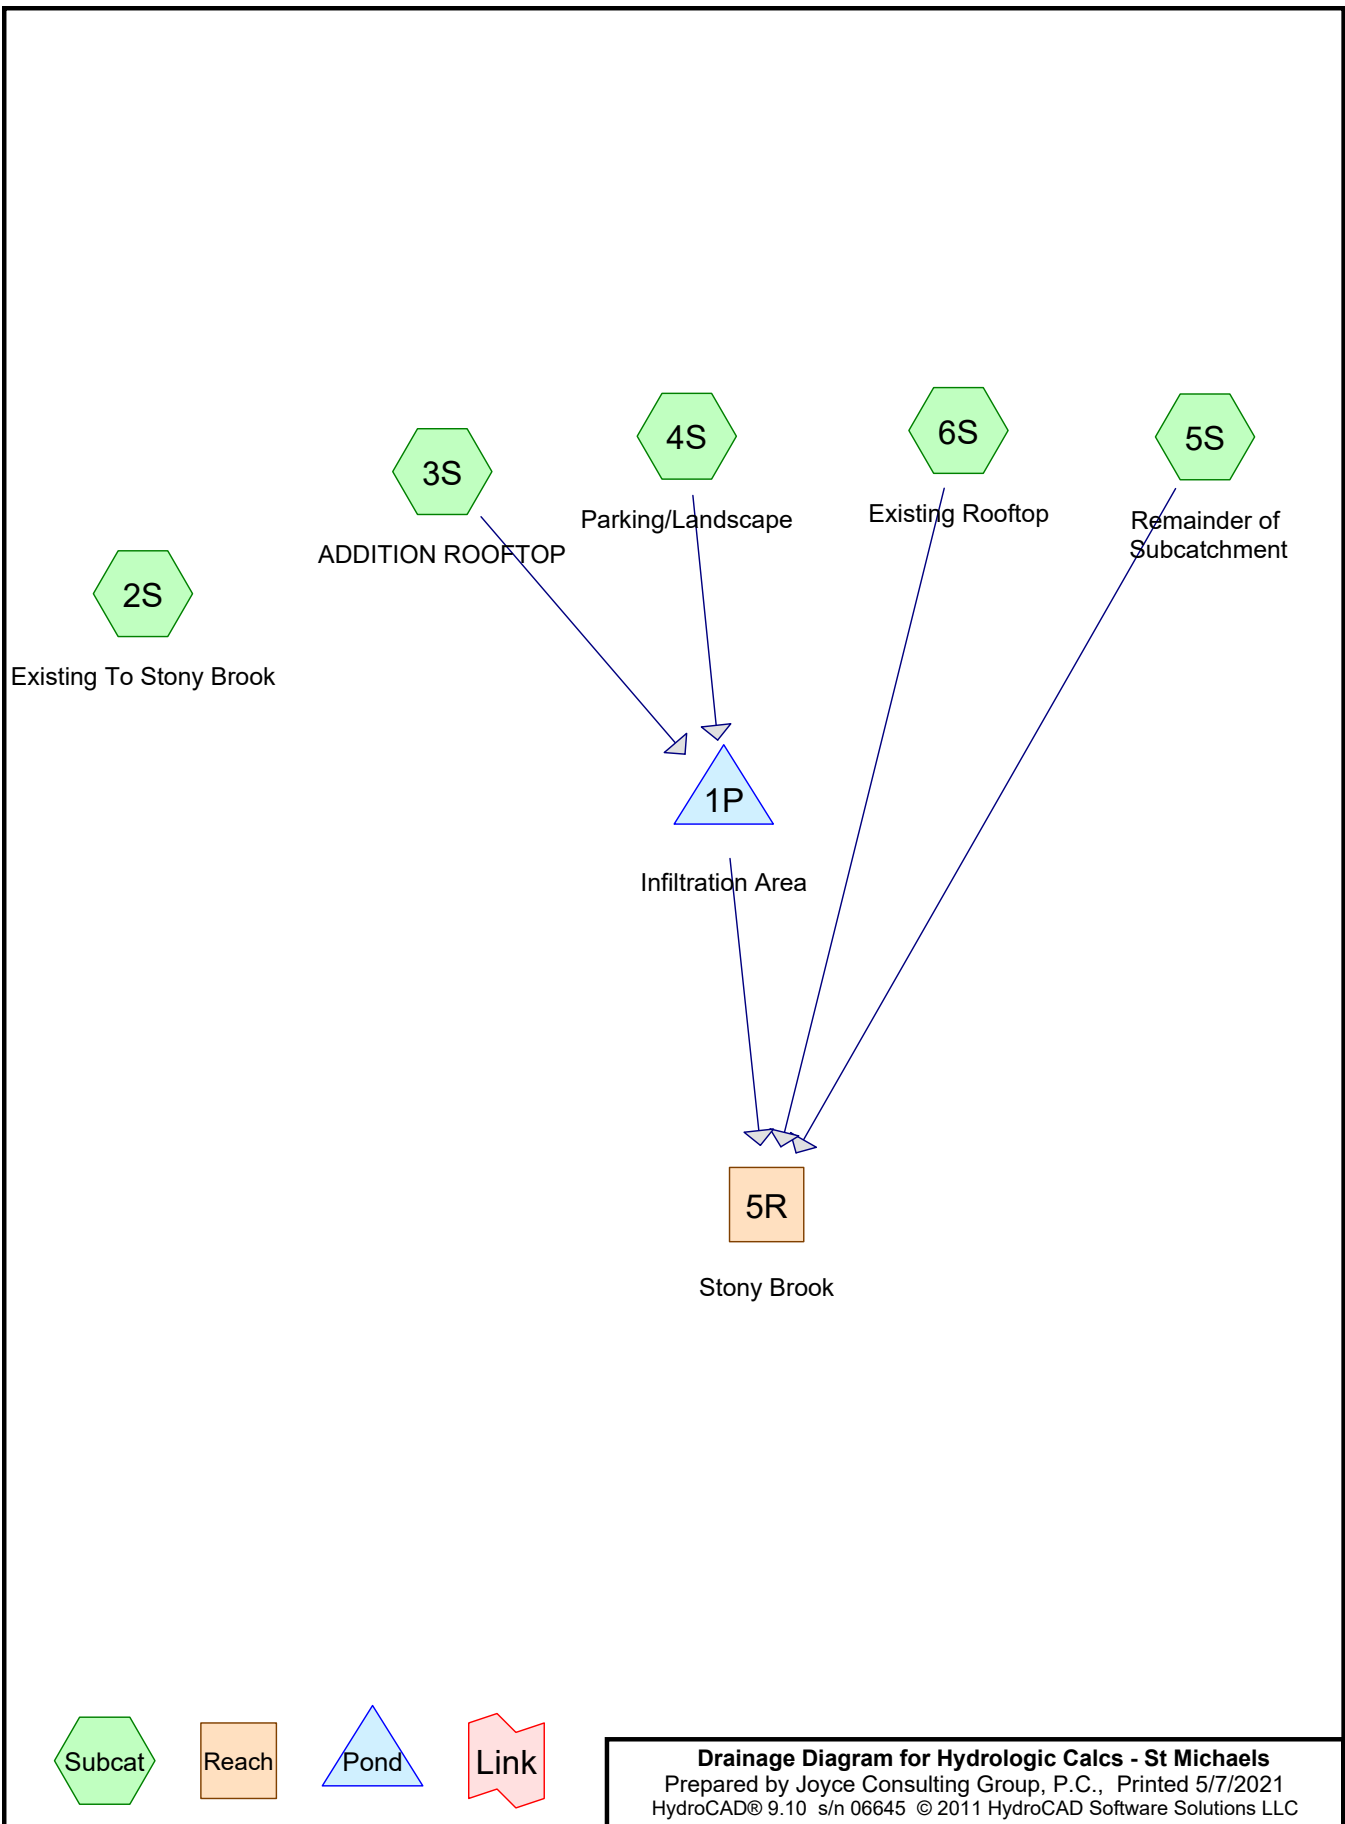 3S
ADDITION ROOFTOP
4S
Parking/Landscape
6S
Existing Rooftop
5S
Remainder of
Subcatchment
2S
Existing To Stony Brook
1P
Infiltration Area
5R
Stony Brook
Subcat
Reach
Pond
Link
Drainage Diagram for Hydrologic Calcs - St Michaels
Prepared by Joyce Consulting Group, P.C., Printed 5/7/2021
HydroCAD® 9.10 s/n 06645 © 2011 HydroCAD Software Solutions LLC